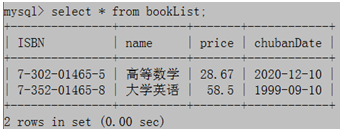 mysql> select * from bookList;
+---------------+----------+-------+-------------+
| ISBN          | name     | price | chubanDate  |
+---------------+----------+-------+-------------+
| 7-302-01465-5 | 高等数学 | 28.67 | 2020-12-10 |
| 7-352-01465-8 | 大学英语 |  58.5 | 1999-09-10 |
+---------------+----------+-------+-------------+
2 rows in set (0.00 sec)